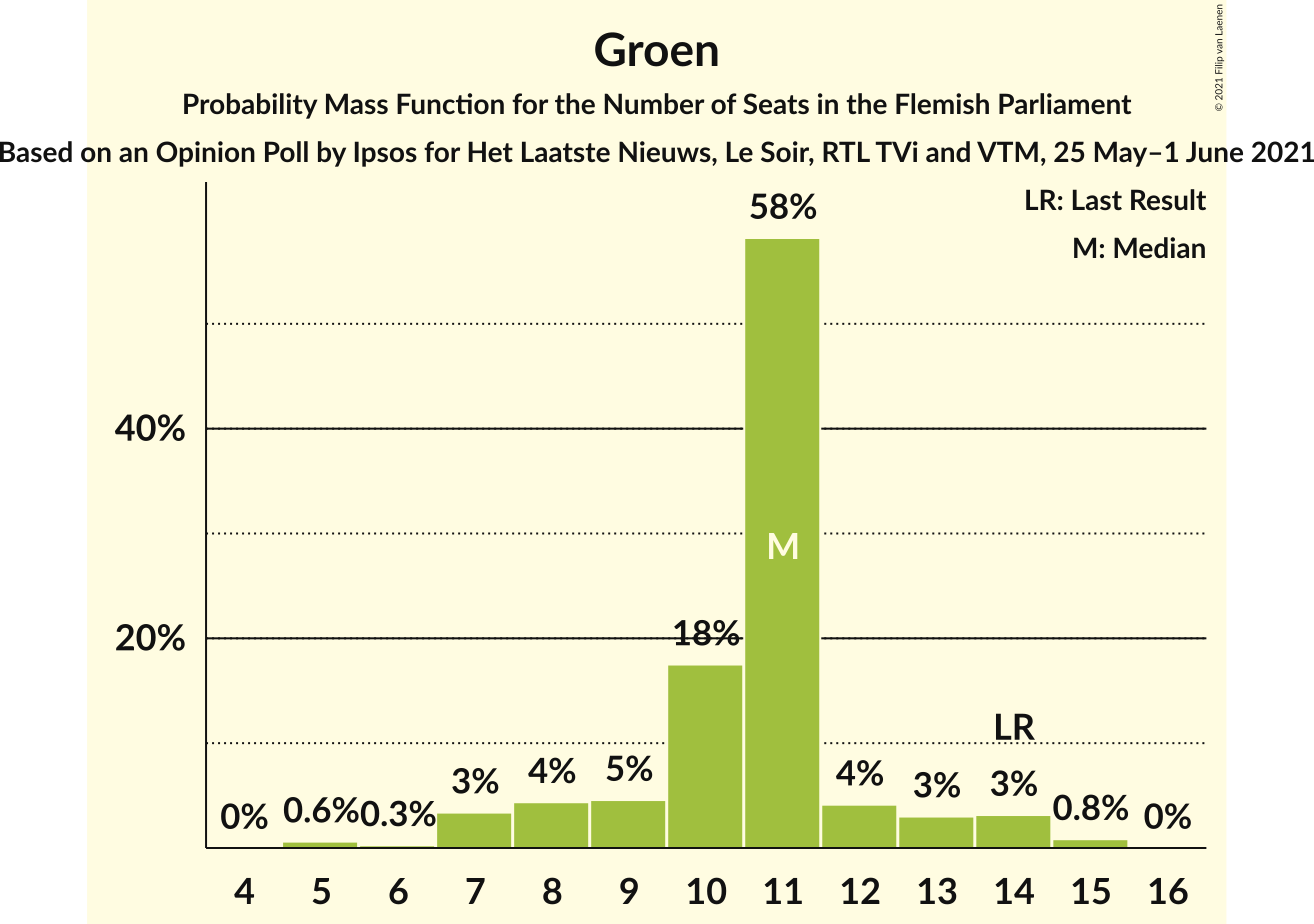 Groen
Probability Mass Function for the Number of Seats in the Flemish Parliament
Based on an Opinion Poll by Ipsos for Het Laatste Nieuws, Le Soir, RTL TVi and VTM, 25 May–1 June 2021
© 2021 Filip van Laenen
LR: Last Result
M: Median
58%
40%
M
20%
18%
LR
0% 0.6% 0.3% 3% 4% 5% 4% 3% 3% 0.8% 0%
4 5 6 7 8 9 10 11 12 13 14 15 16